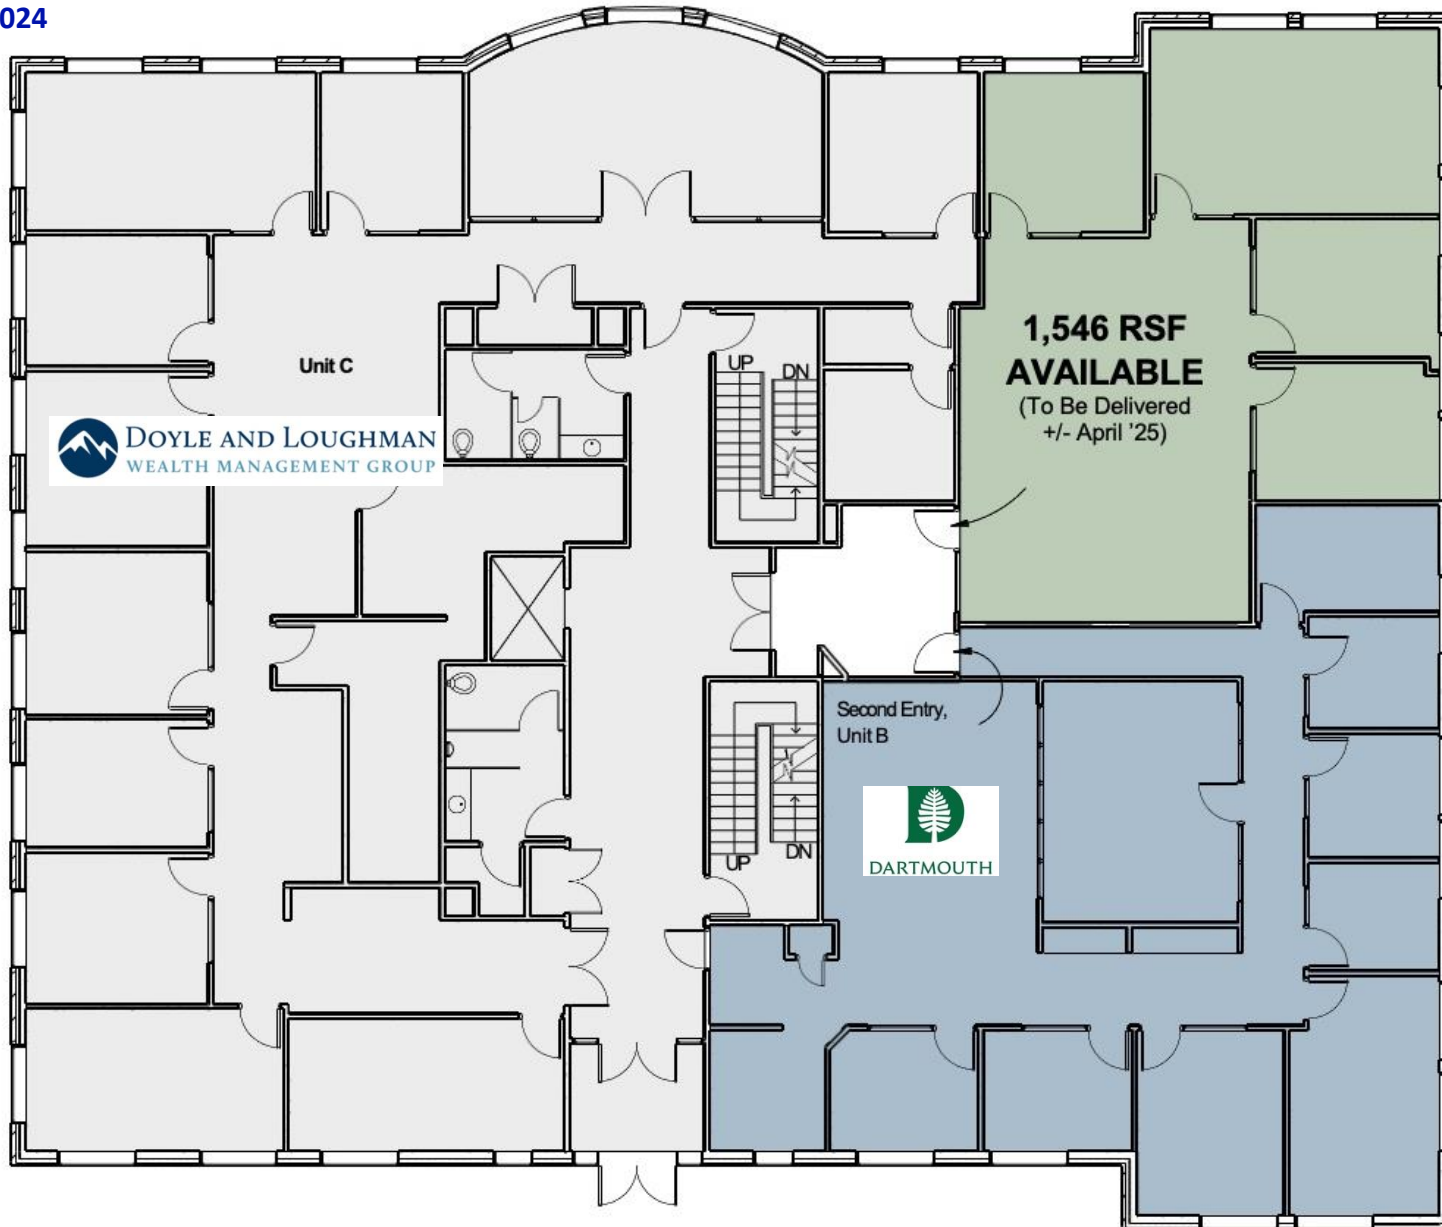 024
1,546 RSF
AVAILABLE
(To Be Delivered
+/- April '25)
UP
DN
Unit C
DOYLE AND LOUGHMAN
WEALTH MANAGEMENT GROUP
Second Entry,
Unit B
D
DARTMOUTH
UP
DN